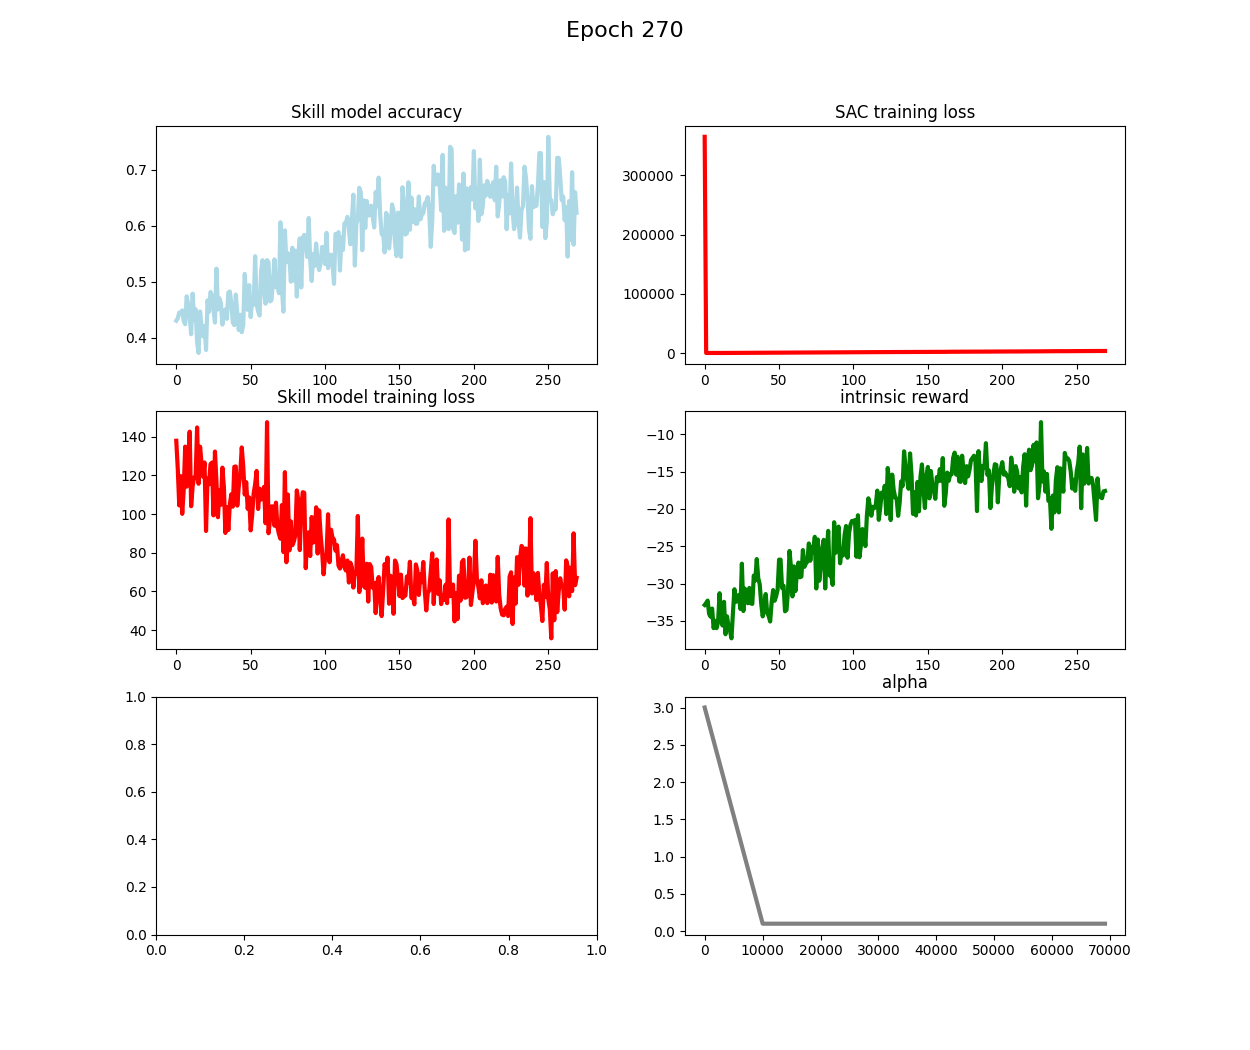 Epoch 270
Skill model accuracy
0.7
0.6
0.5
0.4
0 50 100 150 200 250
SAC training loss
300000
200000
100000
0
0 50 100 150 200 250
Skill model training loss
140
120
100
80
60
40
0 50 100 150 200 250
intrinsic reward
−10
−15
−20
−25
−30
−35
0 50 100 150 200 250
1.0
0.8
0.6
0.4
0.2
0.0
0.0 0.2 0.4 0.6 0.8 1.0
alpha
3.0
2.5
2.0
1.5
1.0
0.5
0.0
0 10000 20000 30000 40000 50000 60000 70000